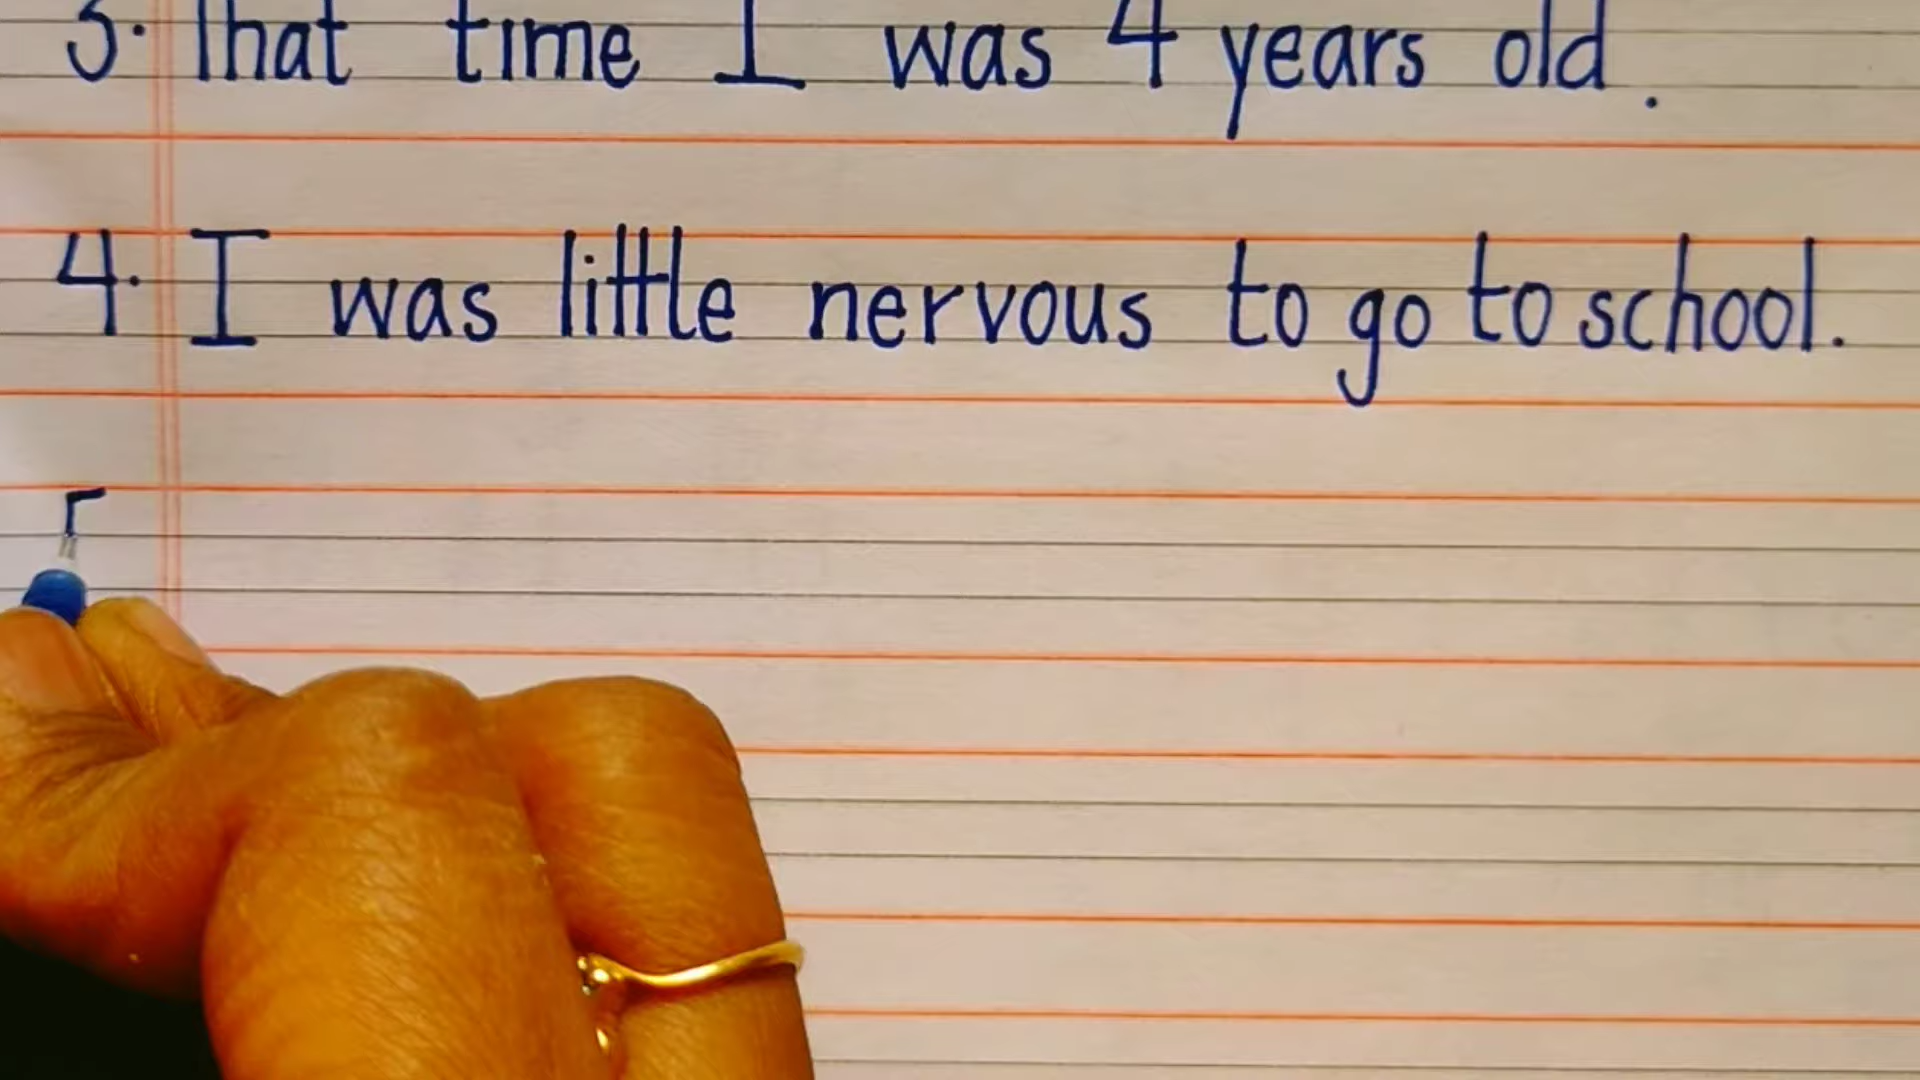 3. That time I was 4 years old.
4. I was little nervous to go to school.